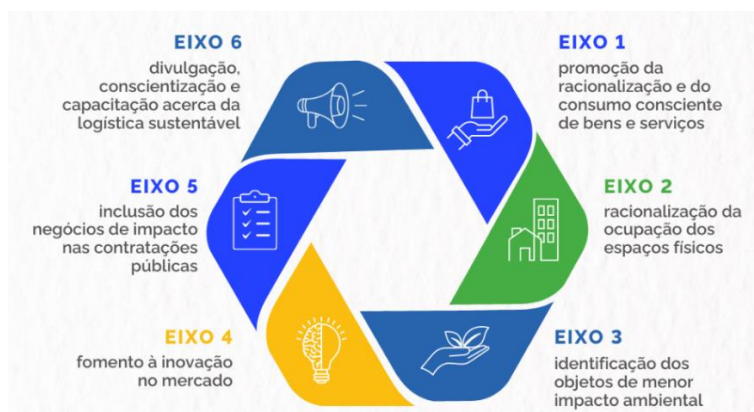 EIXO 6
divulgação,
conscientização e
capacitação acerca da
logística sustentável
EIXO 1
promoção da
racionalização e do
consumo consciente
de bens e serviços
EIXO 5
inclusão dos
negócios de impacto
nas contratações
públicas
EIXO 2
racionalização da
ocupação dos
espaços físicos
EIXO 4
fomento à inovação
no mercado
EIXO 3
identificação dos
objetos de menor
impacto ambiental